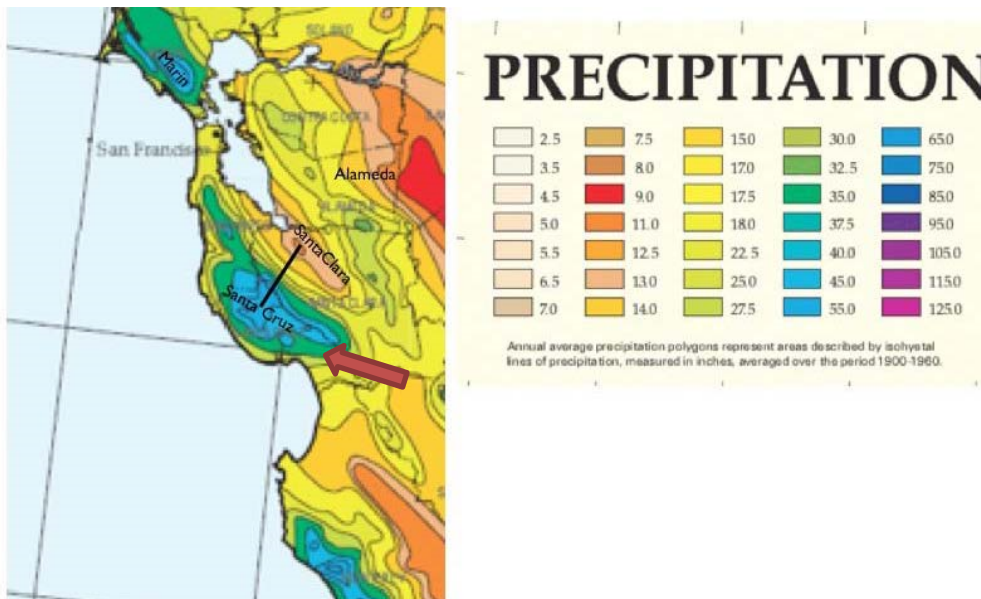 SOLANO
Marin
CONTRA COSTA
San Francisco
Alameda
ALAMEDA
SantaClara
SANTA CLARA
Santa Cruz
PRECIPITATION
2.5 7.5 15.0 30.0 65.0
3.5 8.0 17.0 32.5 75.0
4.5 9.0 17.5 35.0 85.0
5.0 11.0 18.0 37.5 95.0
5.5 12.5 22.5 40.0 105.0
6.5 13.0 25.0 45.0 115.0
7.0 14.0 27.5 55.0 125.0
Annual average precipitation polygons represent areas described by isohyetal
lines of precipitation, measured in inches, averaged over the period 1900-1960.